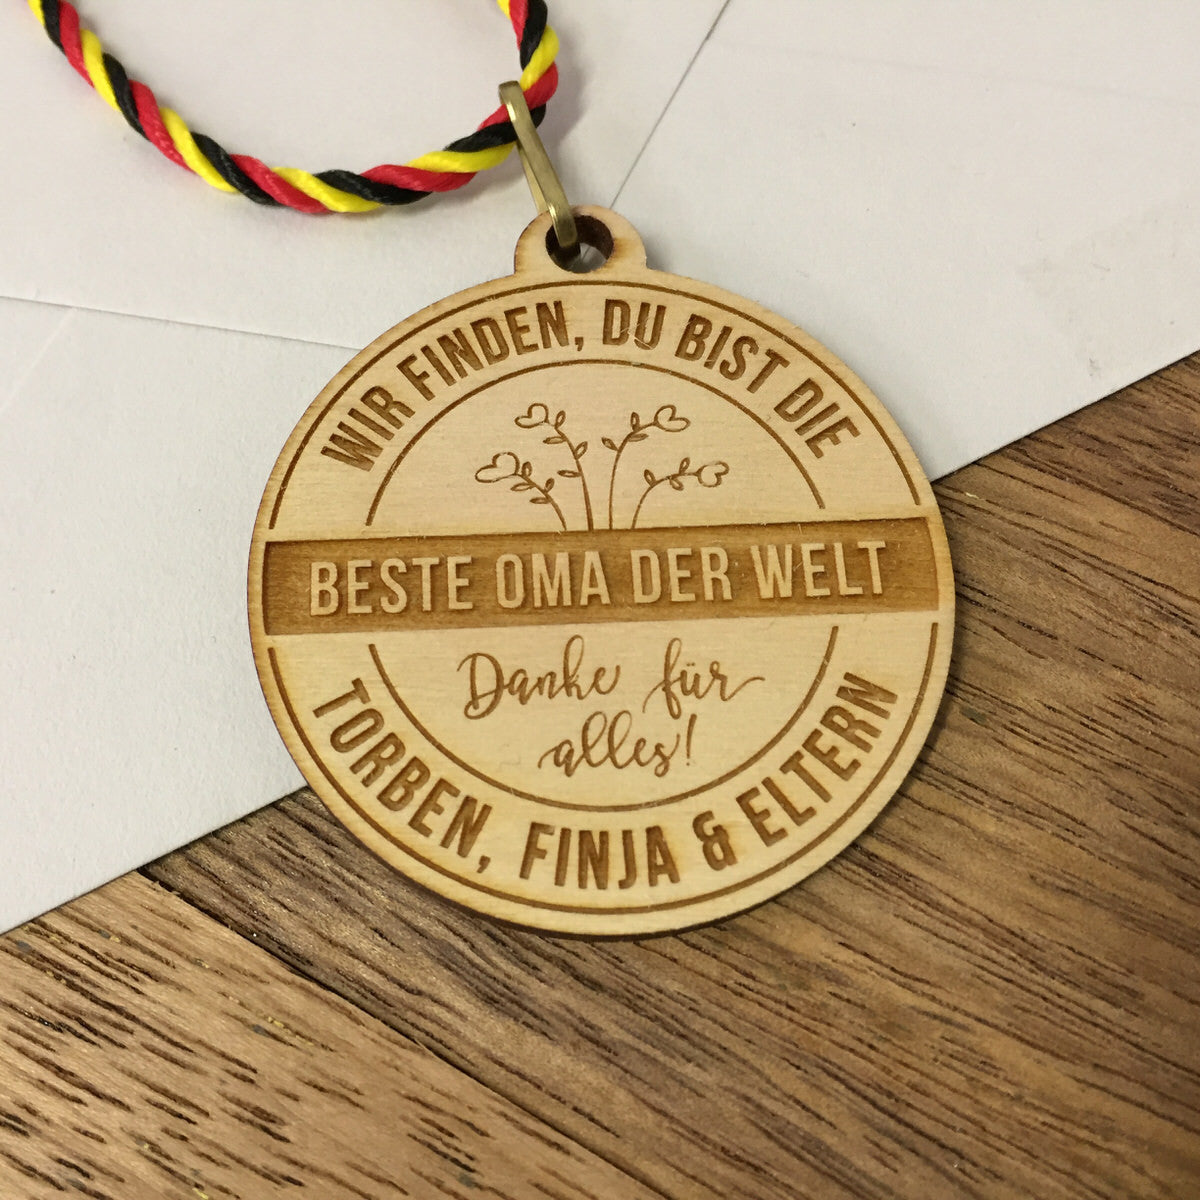 WIR FINDEN, DU BIST DIE
BESTE OMA DER WELT
Danke für
alles!
TORBEN, FINJA & ELTERN